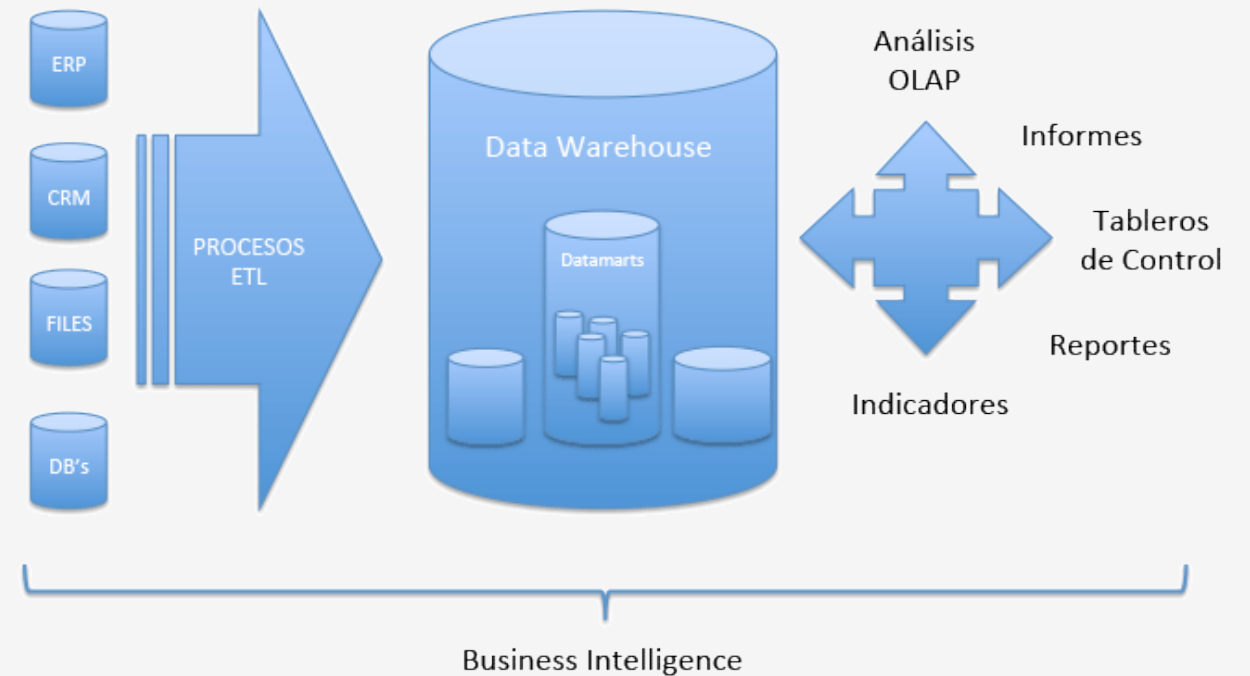 ERP
CRM
FILES
DB's
PROCESOS
ETL
Data Warehouse
Datamarts
Análisis
OLAP
Informes
Tableros
de Control
Reportes
Indicadores
Business Intelligence